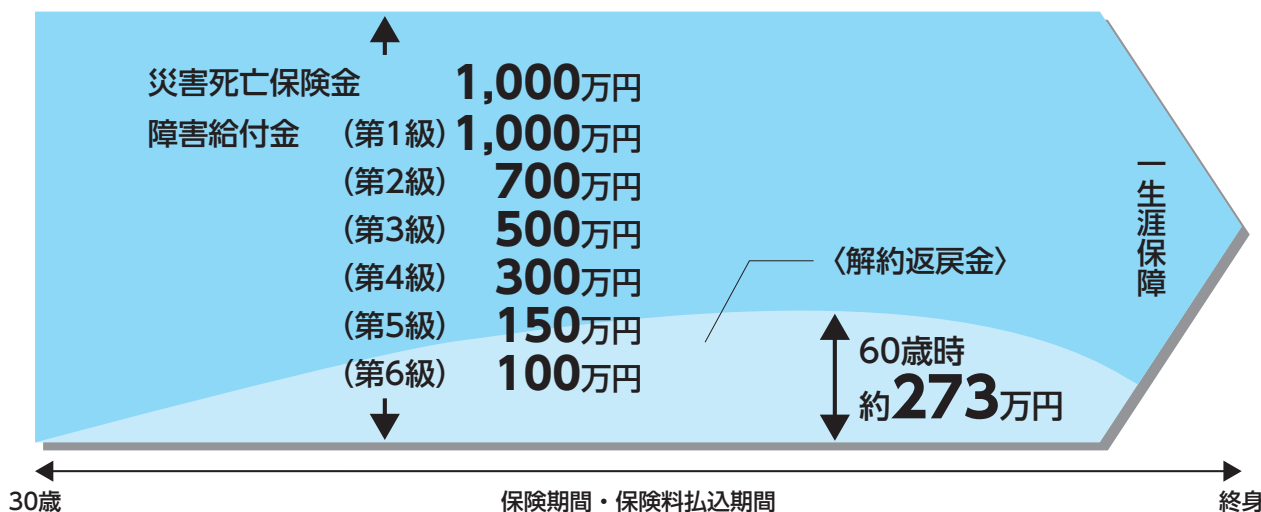 災害死亡保険金 1,000万円
障害給付金 (第1級) 1,000万円
(第2級) 700万円
(第3級) 500万円
(第4級) 300万円
(第5級) 150万円
(第6級) 100万円
〈解約返戻金〉
60歳時
約273万円
一生涯保障
30歳 保険期間・保険料払込期間 終身